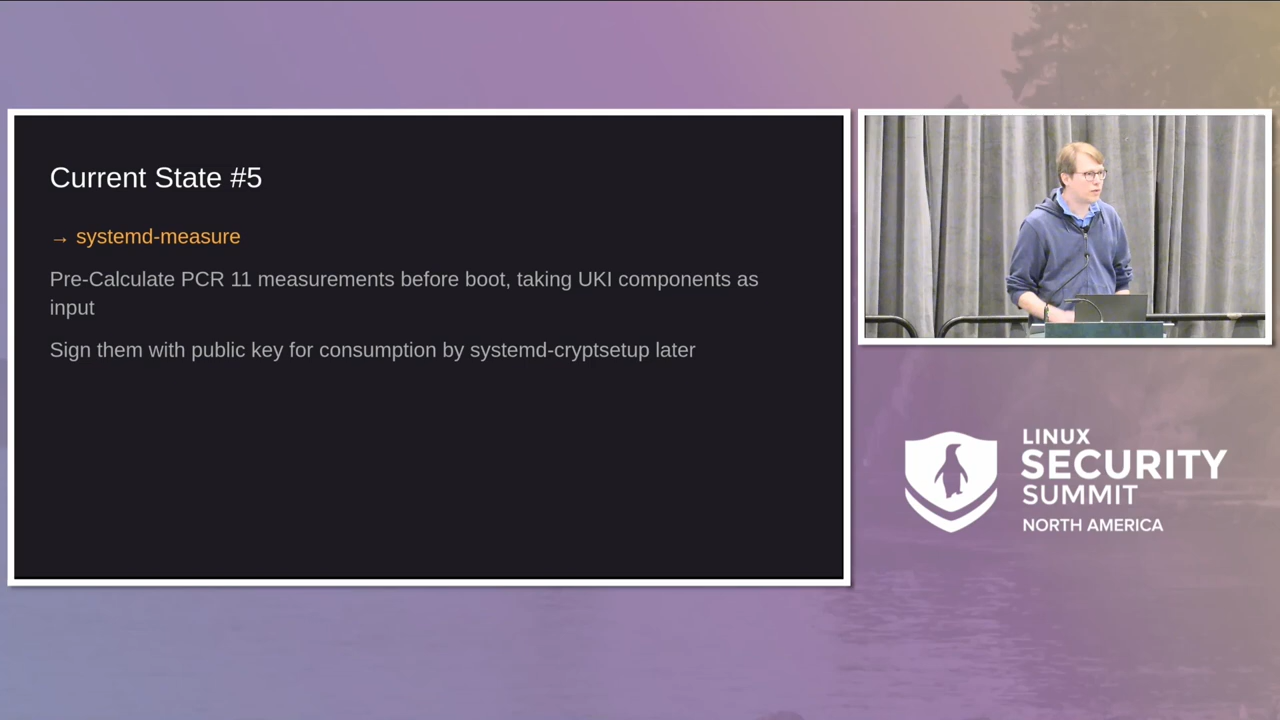 Current State #5
→ systemd-measure
Pre-Calculate PCR 11 measurements before boot, taking UKI components as
input
Sign them with public key for consumption by systemd-cryptsetup later
LINUX
SECURITY
SUMMIT
NORTH AMERICA